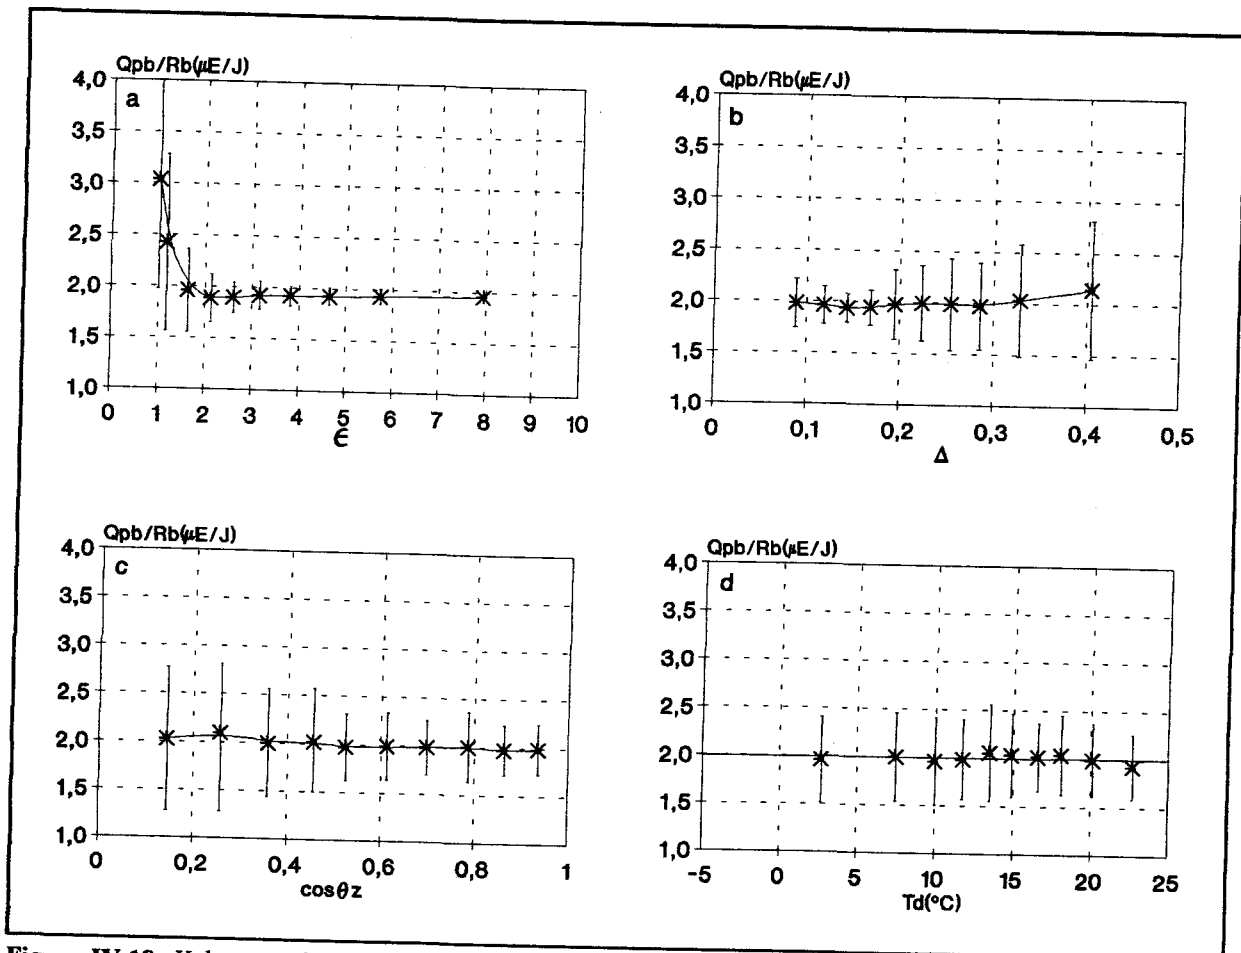 Qpb/Rb(µE/J)
a
4,0
3,5
3,0
2,5
2,0
1,5
1,0
0 1 2 3 4 5 6 7 8 9 10
ϵ
Qpb/Rb(µE/J)
b
4,0
3,5
3,0
2,5
2,0
1,5
1,0
0 0,1 0,2 0,3 0,4 0,5
Δ
Qpb/Rb(µE/J)
c
4,0
3,5
3,0
2,5
2,0
1,5
1,0
0 0,2 0,4 0,6 0,8 1
cosθz
Qpb/Rb(µE/J)
d
4,0
3,5
3,0
2,5
2,0
1,5
1,0
-5 0 5 10 15 20 25
Td(°C)